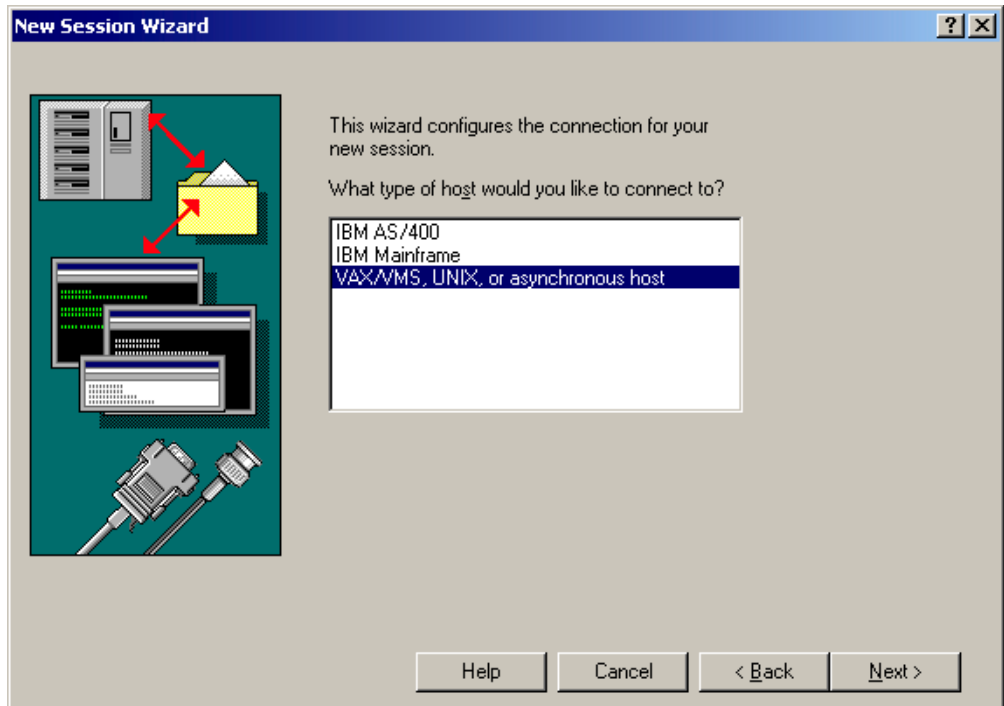 New Session Wizard
This wizard configures the connection for your
new session.
What type of host would you like to connect to?
IBM AS/400
IBM Mainframe
VAX/VMS, UNIX, or asynchronous host
Help
Cancel
< Back
Next >